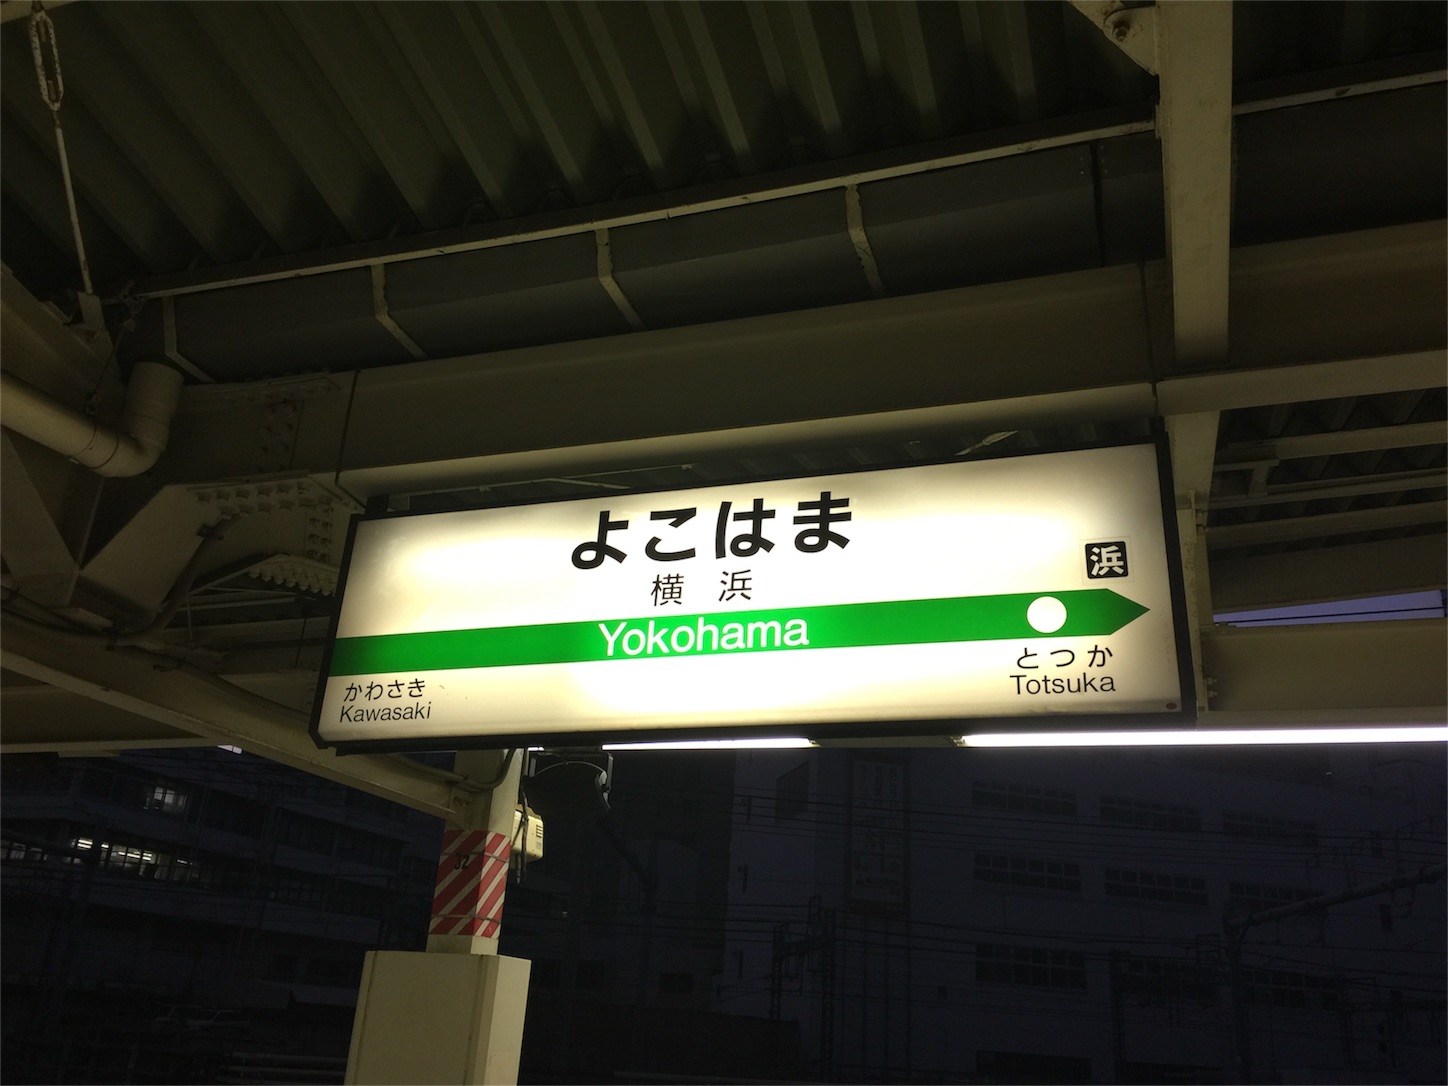 よこはま
横浜
浜
Yokohama
かわさき
Kawasaki
とつか
Totsuka